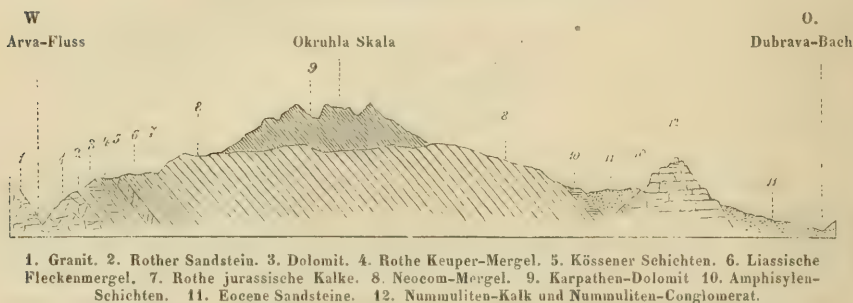 W O.
Arva-Fluss Okruhla Skala Dubrava-Bach
9
8 8 12
1 1 2 3 4 5 6 7 10 11 10 11
1. Granit. 2. Rother Sandstein. 3. Dolomit. 4. Rothe Keuper-Mergel. 5. Kössener Schichten. 6. Liassische
Fleckenmergel. 7. Rothe jurassische Kalke. 8. Neocom-Mergel. 9. Karpathen-Dolomit 10. Amphisylen-
Schichten. 11. Eocene Sandsteine. 12. Nummuliten-Kalk und Nummuliten-Conglomerat.